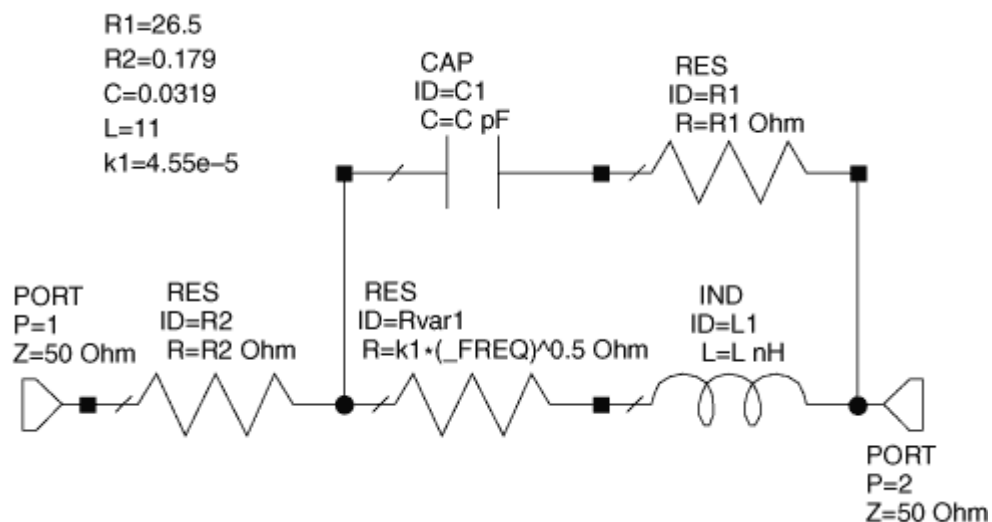 R1=26.5
R2=0.179
C=0.0319
L=11
k1=4.55e–5
CAP
ID=C1
C=C pF
RES
ID=R1
R=R1 Ohm
PORT
P=1
Z=50 Ohm
RES
ID=R2
R=R2 Ohm
RES
ID=Rvar1
R=k1*(_FREQ)^0.5 Ohm
IND
ID=L1
L=L nH
PORT
P=2
Z=50 Ohm